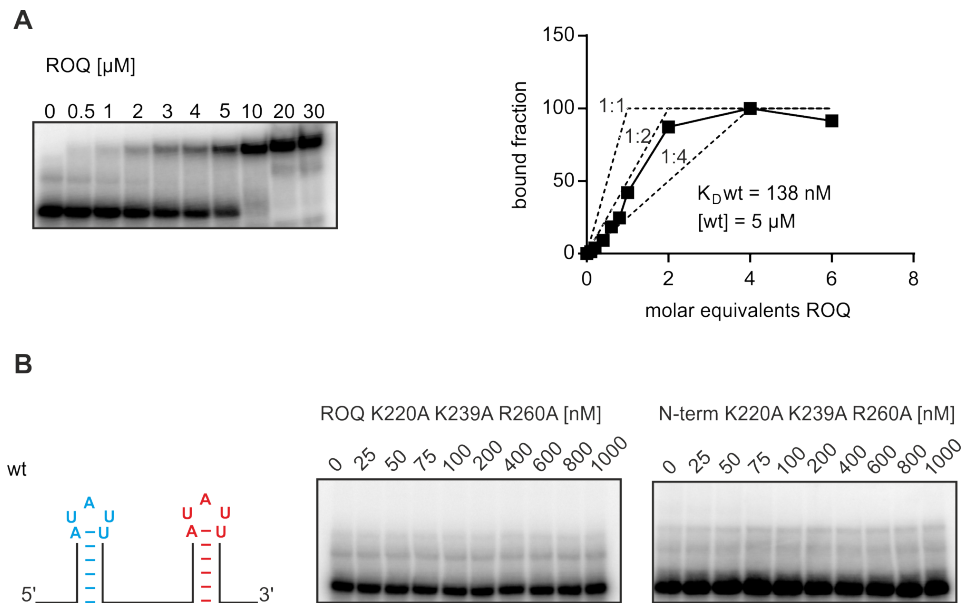 A
ROQ [µM]
0 0.5 1 2 3 4 5 10 20 30
150
100
50
0
bound fraction
1:1
1:2
1:4
K_D wt = 138 nM
[wt] = 5 µM
0 2 4 6 8
molar equivalents ROQ
B
wt
A U A U U
A U A U U
5' 3'
ROQ K220A K239A R260A [nM]
0 25 50 75 100 200 400 600 800 1000
N-term K220A K239A R260A [nM]
0 25 50 75 100 200 400 600 800 1000